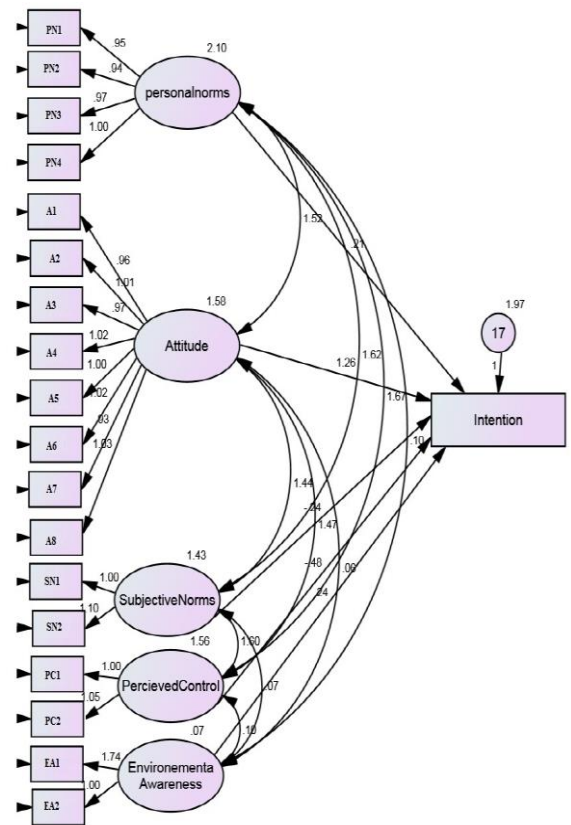 PN1
.95
PN2
.94
2.10
personalnorms
PN3
.97
1.00
PN4
A1
A2
.96
1.52
.21
A3
1.01
.97
1.58
1.97
17
A4
1.02
Attitude
1.00
1.26
1.62
1
A5
1.02
1.67
A6
.93
Intention
1.03
.10
A7
A8
1.44
-.24
1.47
1.43
SN1
1.00
-.48
.06
SubjectiveNorms
.24
SN2
1.10
1.56
1.60
PC1
1.00
PercievedControl
.07
PC2
1.05
.07
.10
EA1
1.74
Environementa
Awareness
EA2
1.00